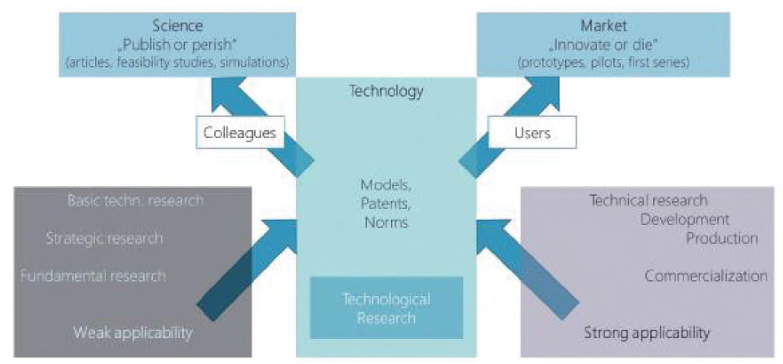 Science
„Publish or perish“
(articles, feasibility studies, simulations)
Market
„Innovate or die“
(prototypes, pilots, first series)
Technology
Colleagues
Users
Models,
Patents,
Norms
Basic techn. research
Strategic research
Fundamental research
Weak applicability
Technological
Research
Technical research
Development
Production
Commercialization
Strong applicability